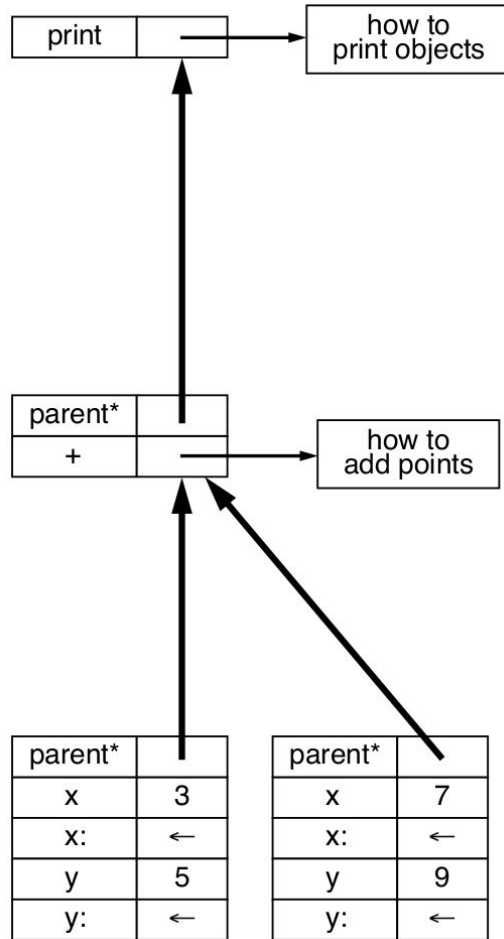 print
how to
print objects
parent*
+
how to
add points
parent*
x 3
x: ←
y 5
y: ←
parent*
x 7
x: ←
y 9
y: ←